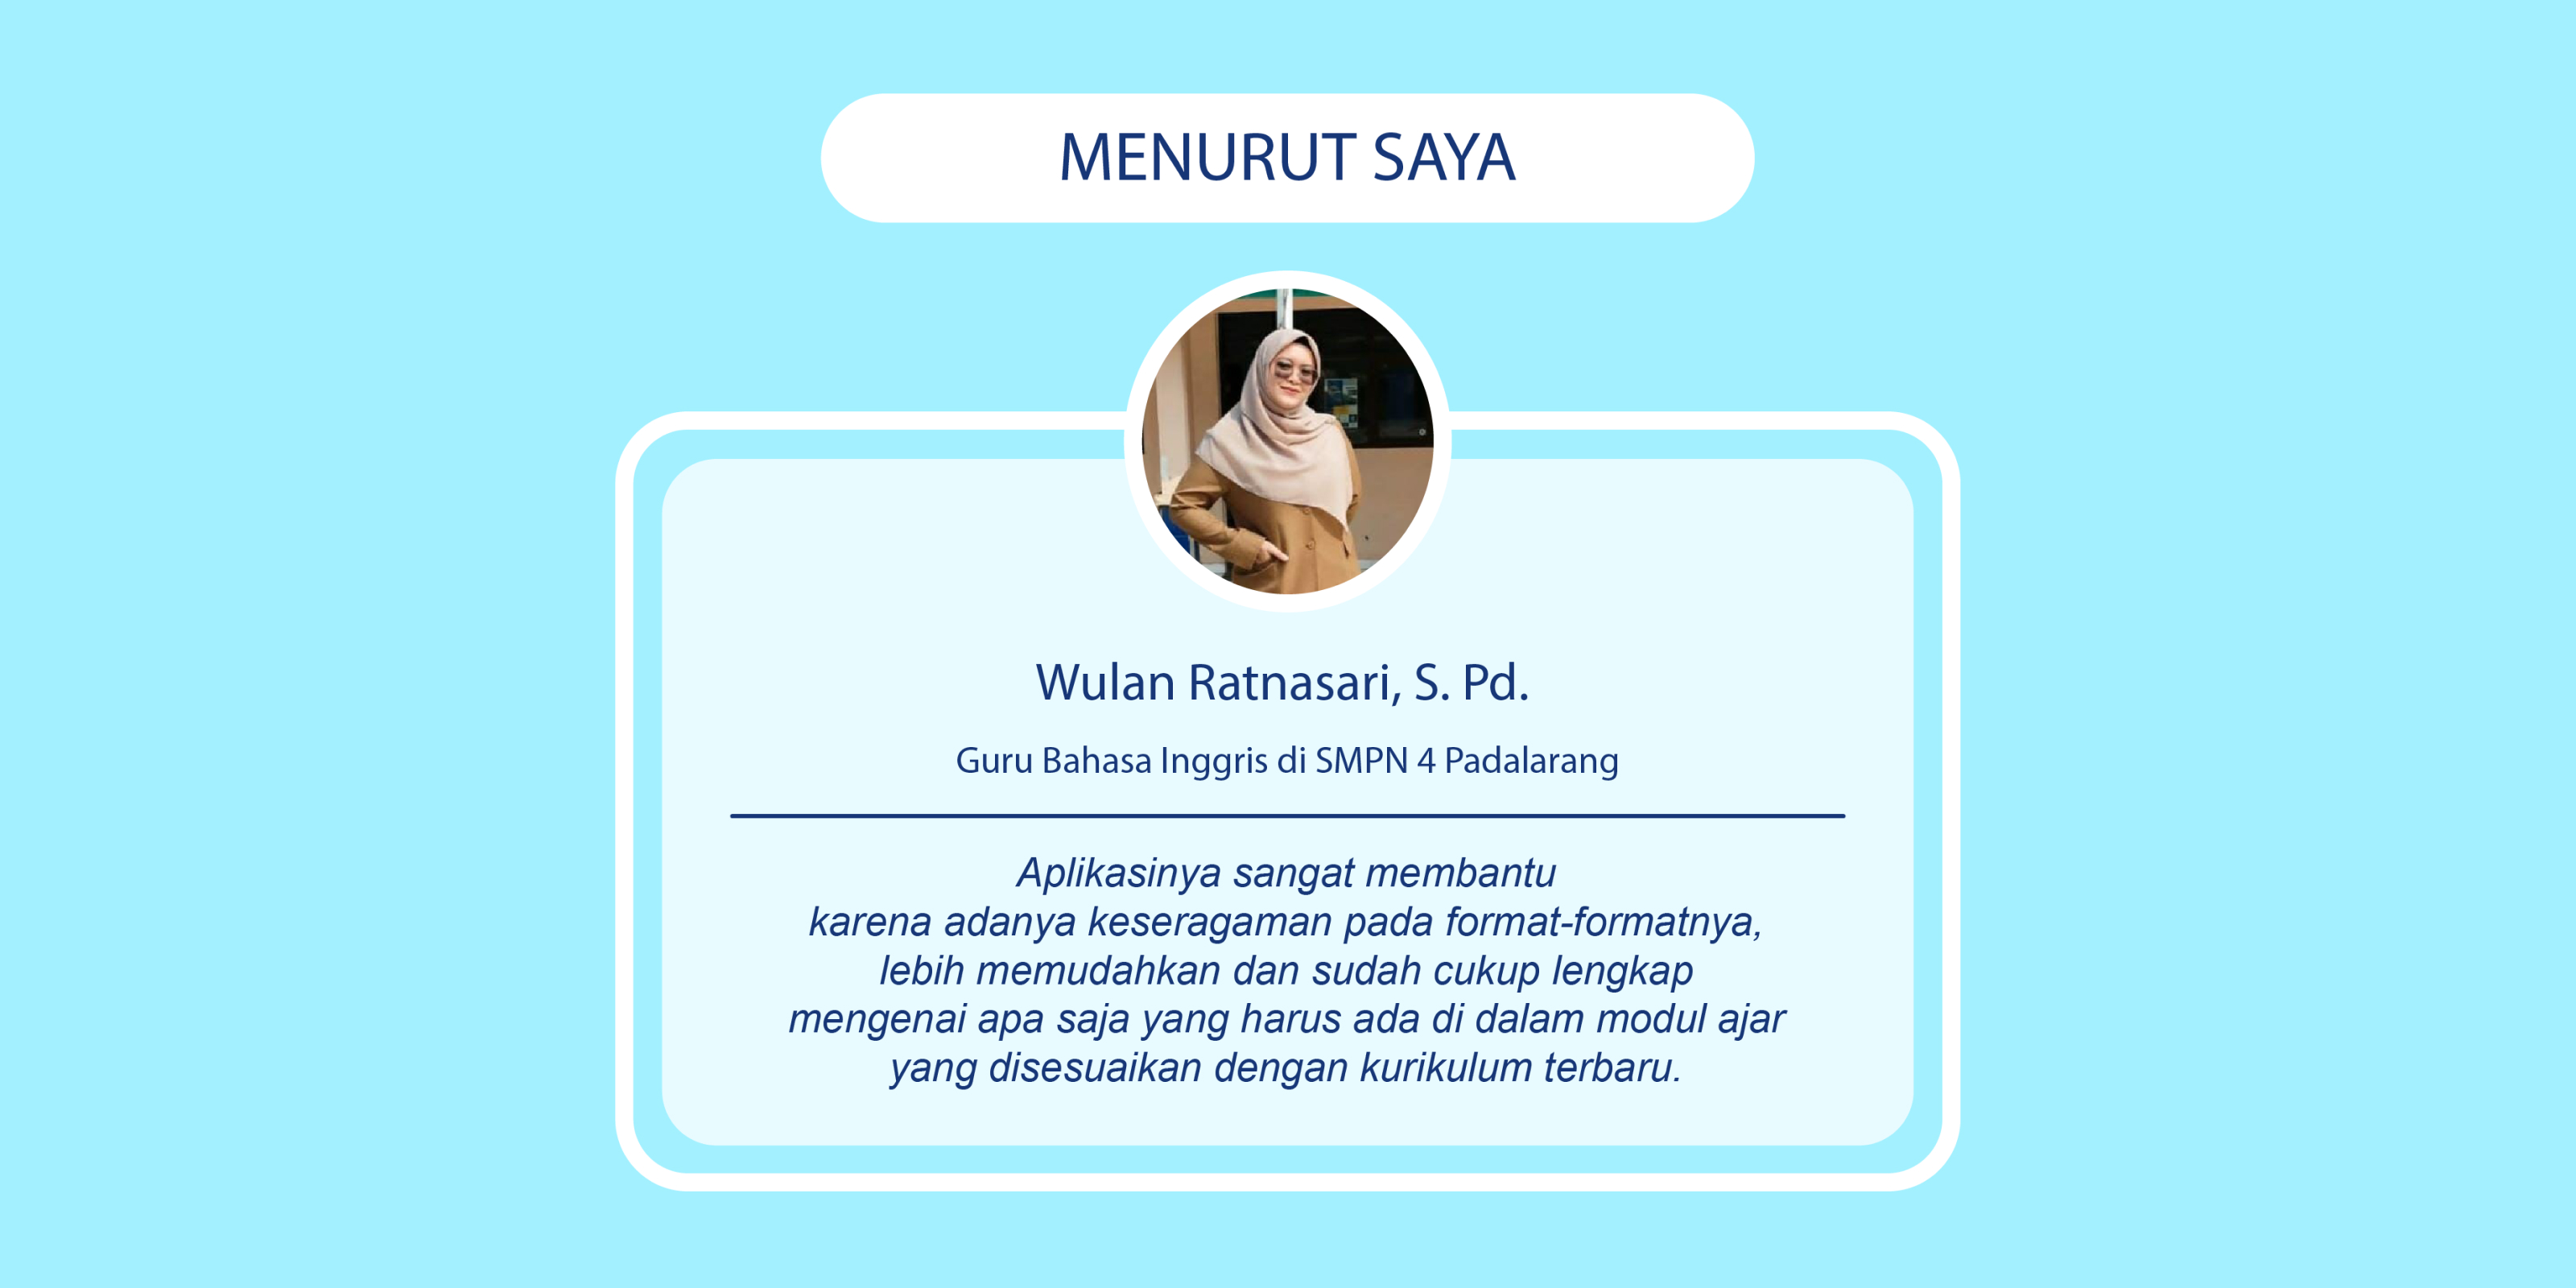 MENURUT SAYA
Wulan Ratnasari, S. Pd.
Guru Bahasa Inggris di SMPN 4 Padalarang
Aplikasinya sangat membantu
karena adanya keseragaman pada format-formatnya,
lebih memudahkan dan sudah cukup lengkap
mengenai apa saja yang harus ada di dalam modul ajar
yang disesuaikan dengan kurikulum terbaru.